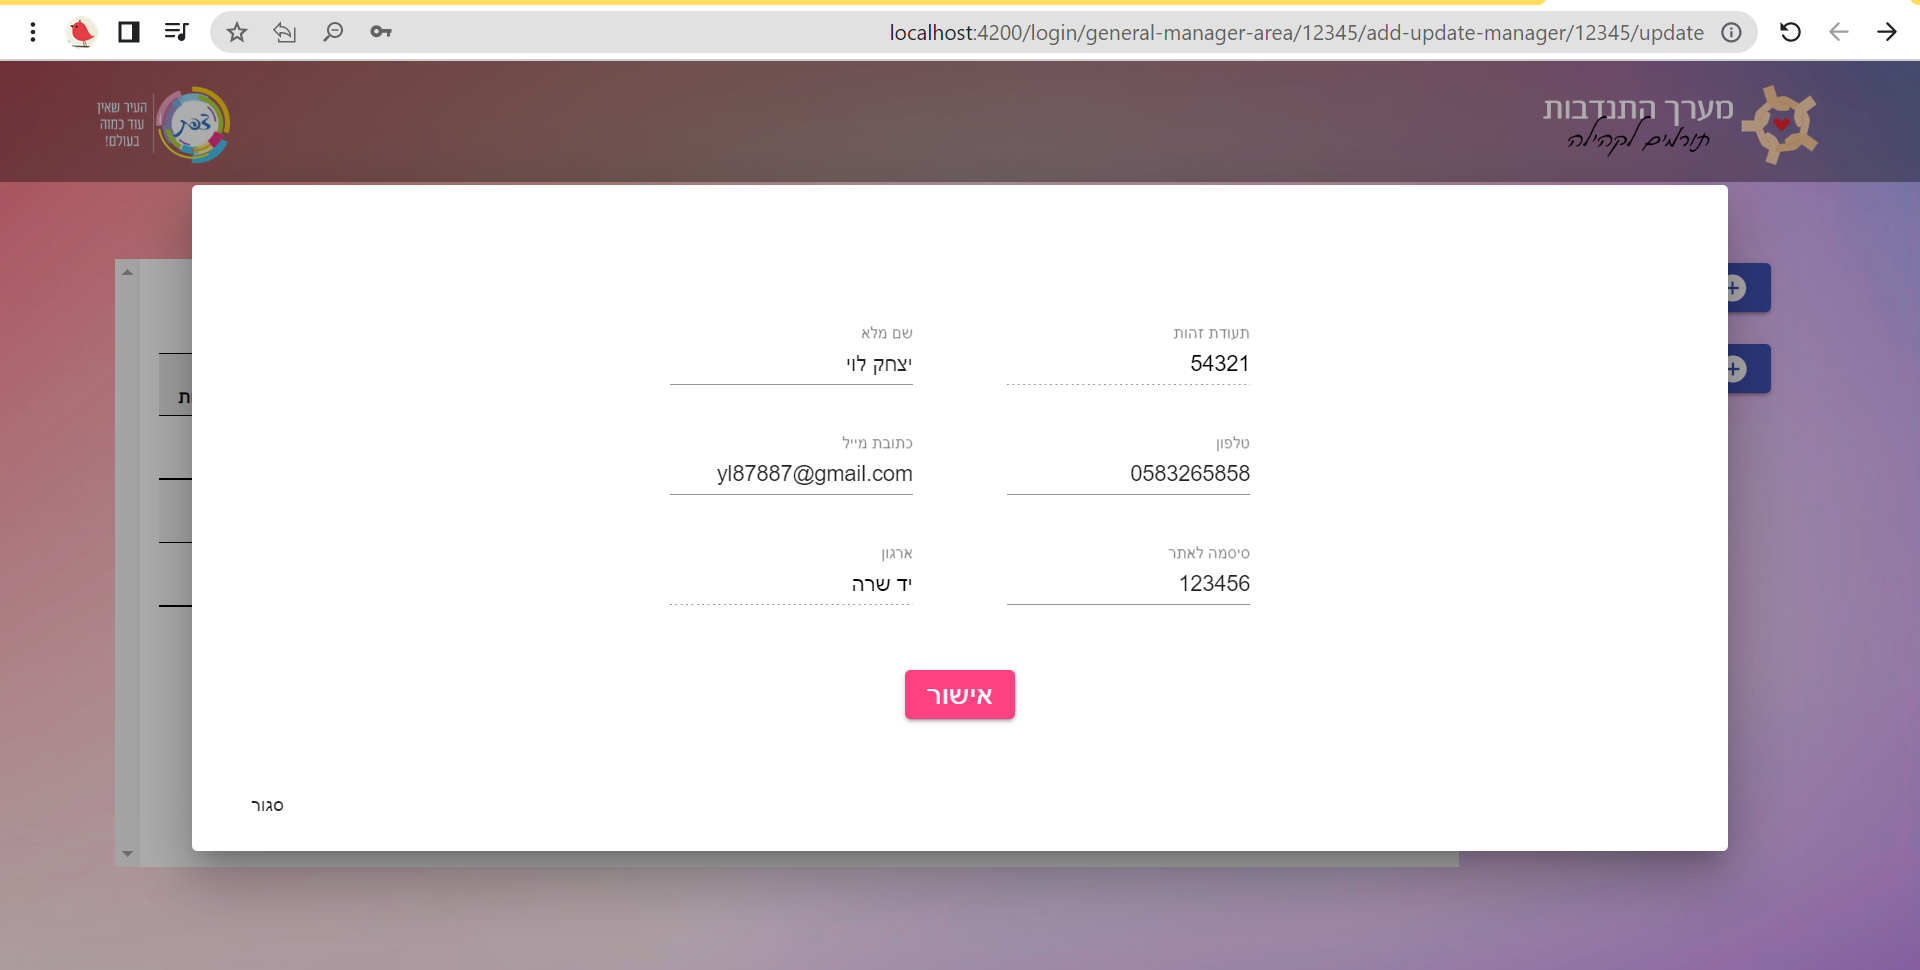 localhost:4200/login/general-manager-area/12345/add-update-manager/12345/update
מערך התנדבות
תורמים לקהילה
העיר שאין
עוד כמוה
בעולם!
צפת
תעודת זהות
54321
שם מלא
יצחק לוי
טלפון
0583265858
כתובת מייל
yl87887@gmail.com
סיסמה לאתר
123456
ארגון
יד שרה
אישור
סגור
ת